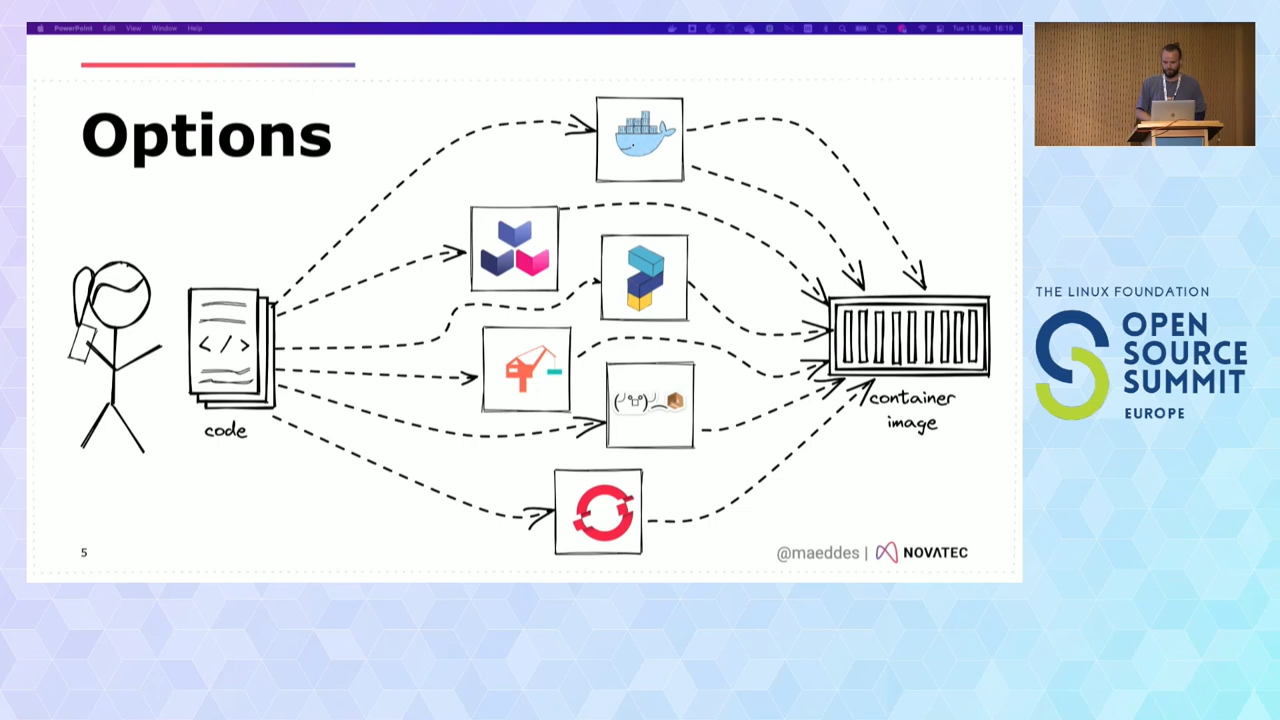 PowerPoint Edit View Window Help
Tue 13. Sep 16:19
Options
</>
code
container
image
5
@maeddes |
NOVATEC
THE LINUX FOUNDATION
OPEN
SOURCE
SUMMIT
EUROPE